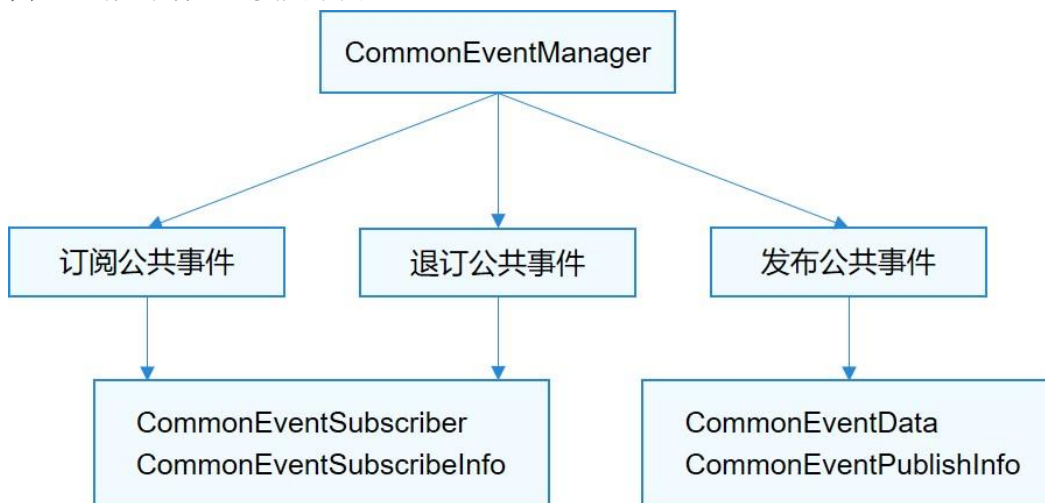 CommonEventManager
订阅公共事件
退订公共事件
发布公共事件
CommonEventSubscriber
CommonEventSubscribeInfo
CommonEventData
CommonEventPublishInfo